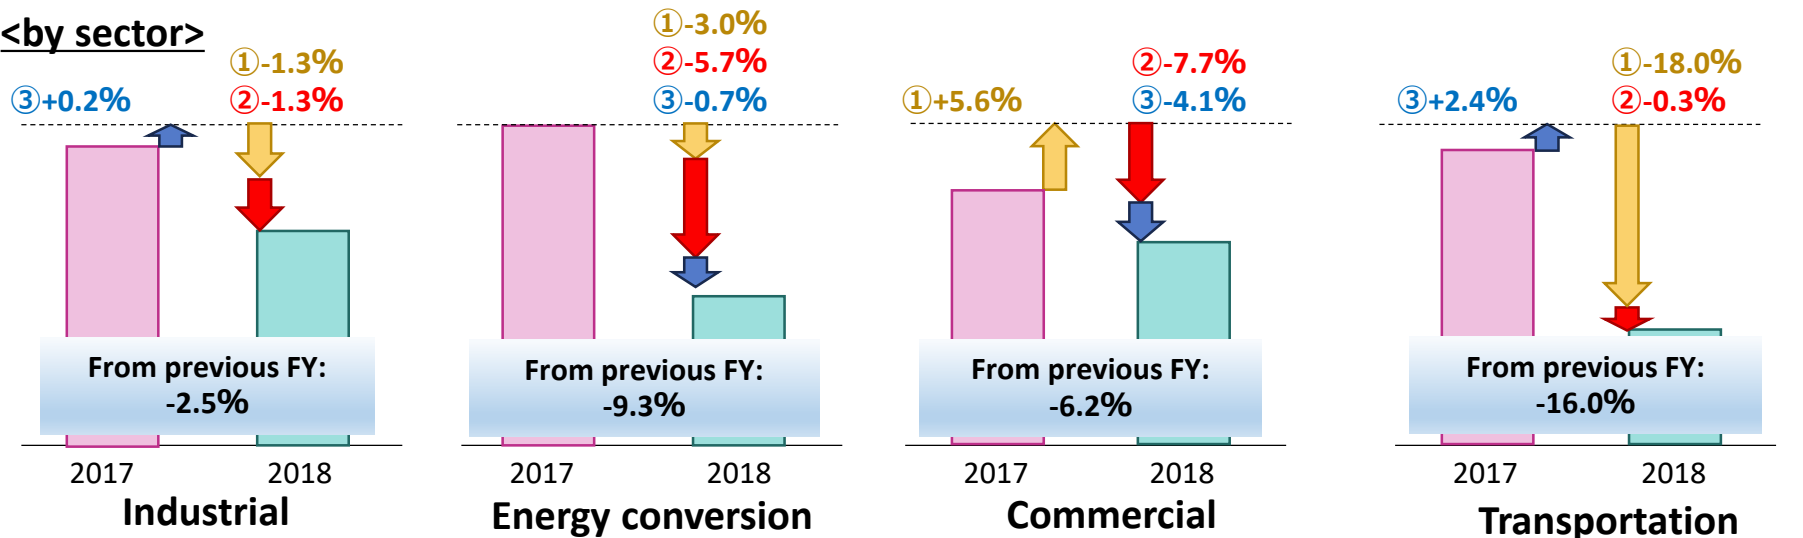 <by sector>
③+0.2%
①-1.3%
②-1.3%
From previous FY:
-2.5%
2017 2018
Industrial
①-3.0%
②-5.7%
③-0.7%
From previous FY:
-9.3%
2017 2018
Energy conversion
①+5.6%
②-7.7%
③-4.1%
From previous FY:
-6.2%
2017 2018
Commercial
③+2.4%
①-18.0%
②-0.3%
From previous FY:
-16.0%
2017 2018
Transportation